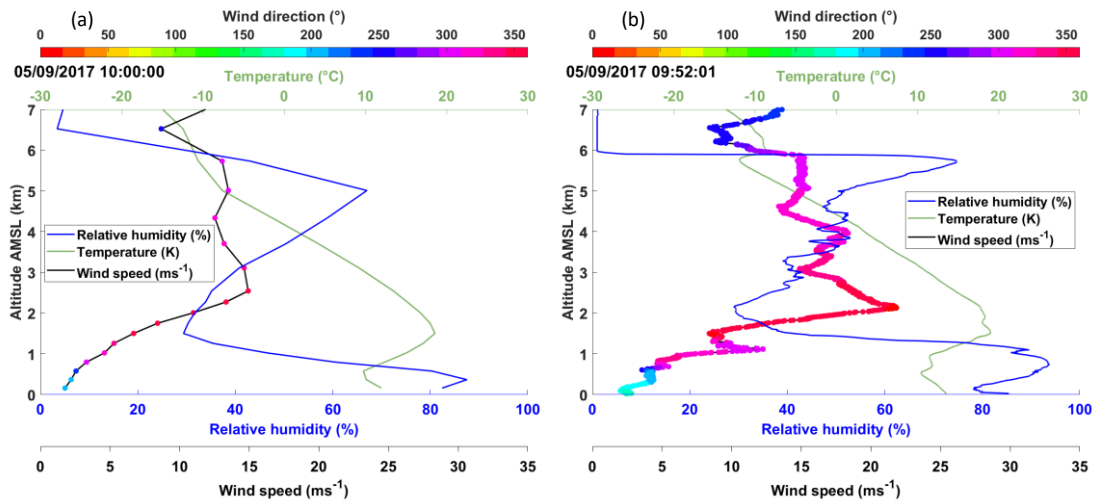 (a)
Wind direction (°)
0 50 100 150 200 250 300 350
05/09/2017 10:00:00
Temperature (°C)
-30 -20 -10 0 10 20 30
7
6
5
4
3
2
1
0
Altitude AMSL (km)
Relative humidity (%)
Temperature (K)
Wind speed (ms-1)
0 20 40 60 80 100
Relative humidity (%)
0 5 10 15 20 25 30 35
Wind speed (ms-1)
(b)
Wind direction (°)
0 50 100 150 200 250 300 350
05/09/2017 09:52:01
Temperature (°C)
-30 -20 -10 0 10 20 30
7
6
5
4
3
2
1
0
Altitude AMSL (km)
Relative humidity (%)
Temperature (K)
Wind speed (ms-1)
0 20 40 60 80 100
Relative humidity (%)
0 5 10 15 20 25 30 35
Wind speed (ms-1)